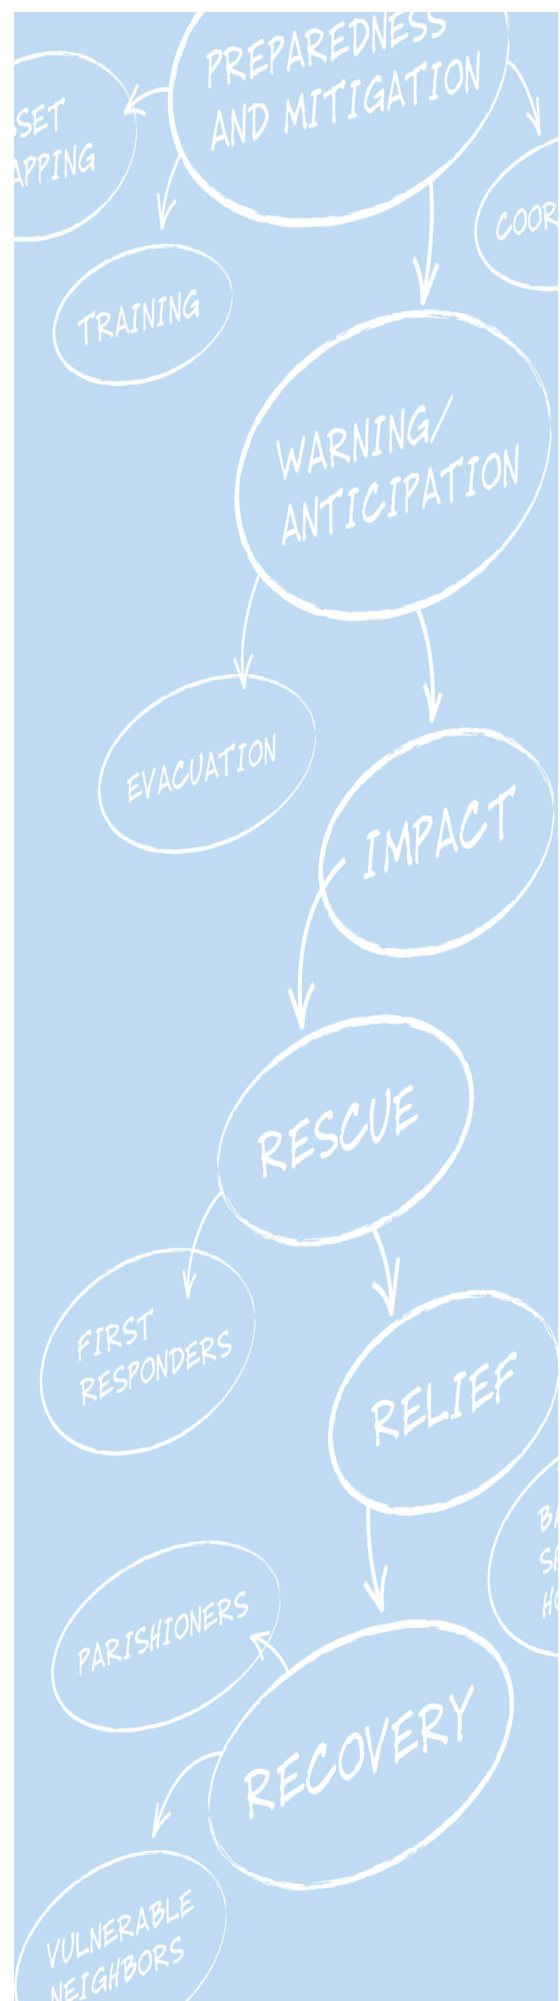 PREPAREDNESS
AND MITIGATION
TRAINING
WARNING/
ANTICIPATION
EVACUATION
IMPACT
RESCUE
FIRST
RESPONDERS
RELIEF
PARISHIONERS
RECOVERY
VULNERABLE
NEIGHBORS